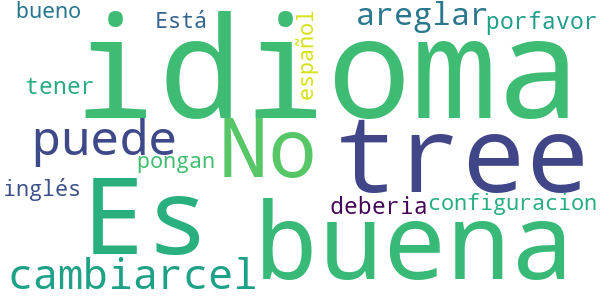 bueno
Está
areglar
porfavor
idioma
español
tener
puede
No
tree
pongan
inglés
Es
buena
deberia
configuracion
cambiarcel